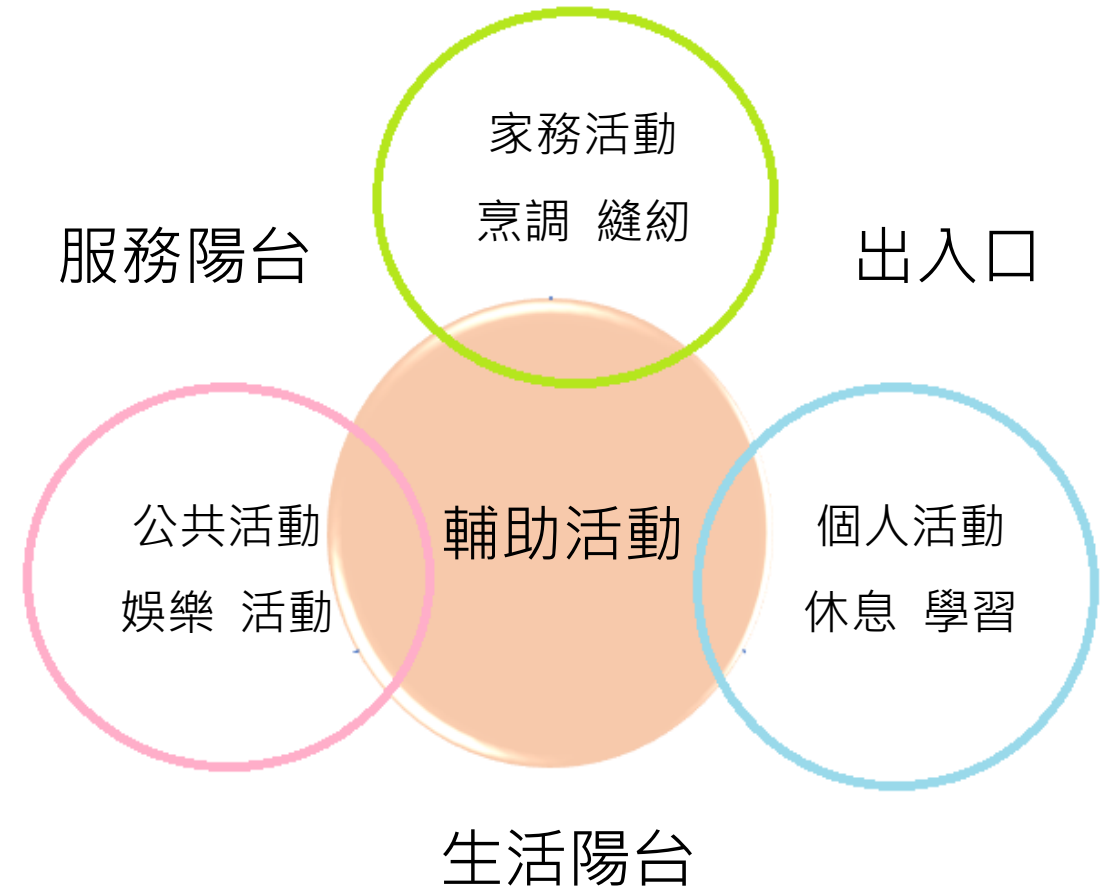 家務活動
烹調 縫紉
服務陽台
出入口
公共活動
娛樂 活動
輔助活動
個人活動
休息 學習
生活陽台